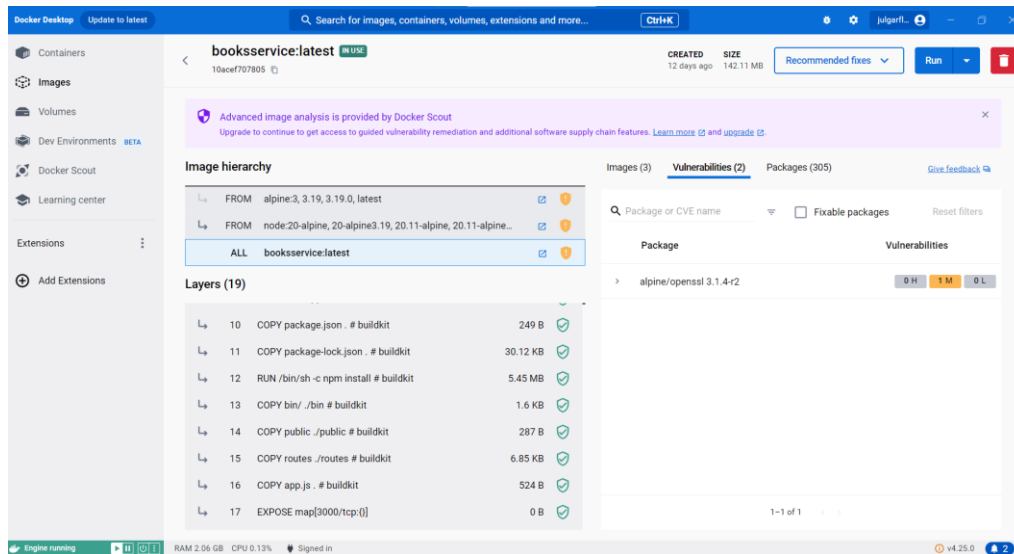 Docker Desktop Update to latest Search for images, containers, volumes, extensions and more... Ctrl+K julgarfl...
Containers
Images
Volumes
Dev Environments BETA
Docker Scout
Learning center
Extensions
Add Extensions
booksservice:latest IN USE
10acef707805
CREATED SIZE
12 days ago 142.11 MB
Recommended fixes
Run
Advanced image analysis is provided by Docker Scout
Upgrade to continue to get access to guided vulnerability remediation and additional software supply chain features. Learn more and upgrade.
Image hierarchy
FROM alpine:3, 3.19, 3.19.0, latest
FROM node:20-alpine, 20-alpine3.19, 20.11-alpine, 20.11-alpine...
ALL booksservice:latest
Layers (19)
10 COPY package.json . # buildkit 249 B
11 COPY package-lock.json . # buildkit 30.12 KB
12 RUN /bin/sh -c npm install # buildkit 5.45 MB
13 COPY bin/ ./bin # buildkit 1.6 KB
14 COPY public ./public # buildkit 287 B
15 COPY routes ./routes # buildkit 6.85 KB
16 COPY app.js . # buildkit 524 B
17 EXPOSE map[3000/tcp:{}] 0 B
Images (3) Vulnerabilities (2) Packages (305) Give feedback
Package or CVE name Fixable packages Reset filters
Package Vulnerabilities
alpine/openssl 3.1.4-r2 0 H 1 M 0 L
1–1 of 1
Engine running RAM 2.06 GB CPU 0.13% Signed in v4.25.0 2